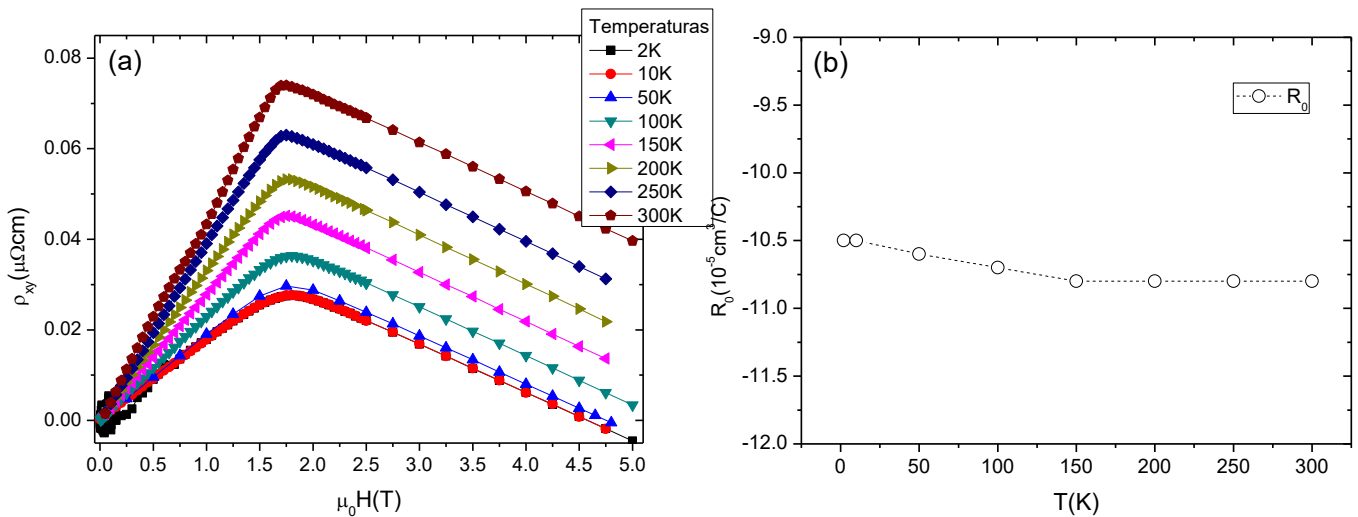 (a)
Temperaturas
2K
10K
50K
100K
150K
200K
250K
300K
ρxy(μΩcm)
0.08
0.06
0.04
0.02
0.00
0.0 0.5 1.0 1.5 2.0 2.5 3.0 3.5 4.0 4.5 5.0
μ₀H(T)
(b)
R₀
R₀(10⁻⁵cm³/C)
-9.0
-9.5
-10.0
-10.5
-11.0
-11.5
-12.0
0 50 100 150 200 250 300
T(K)